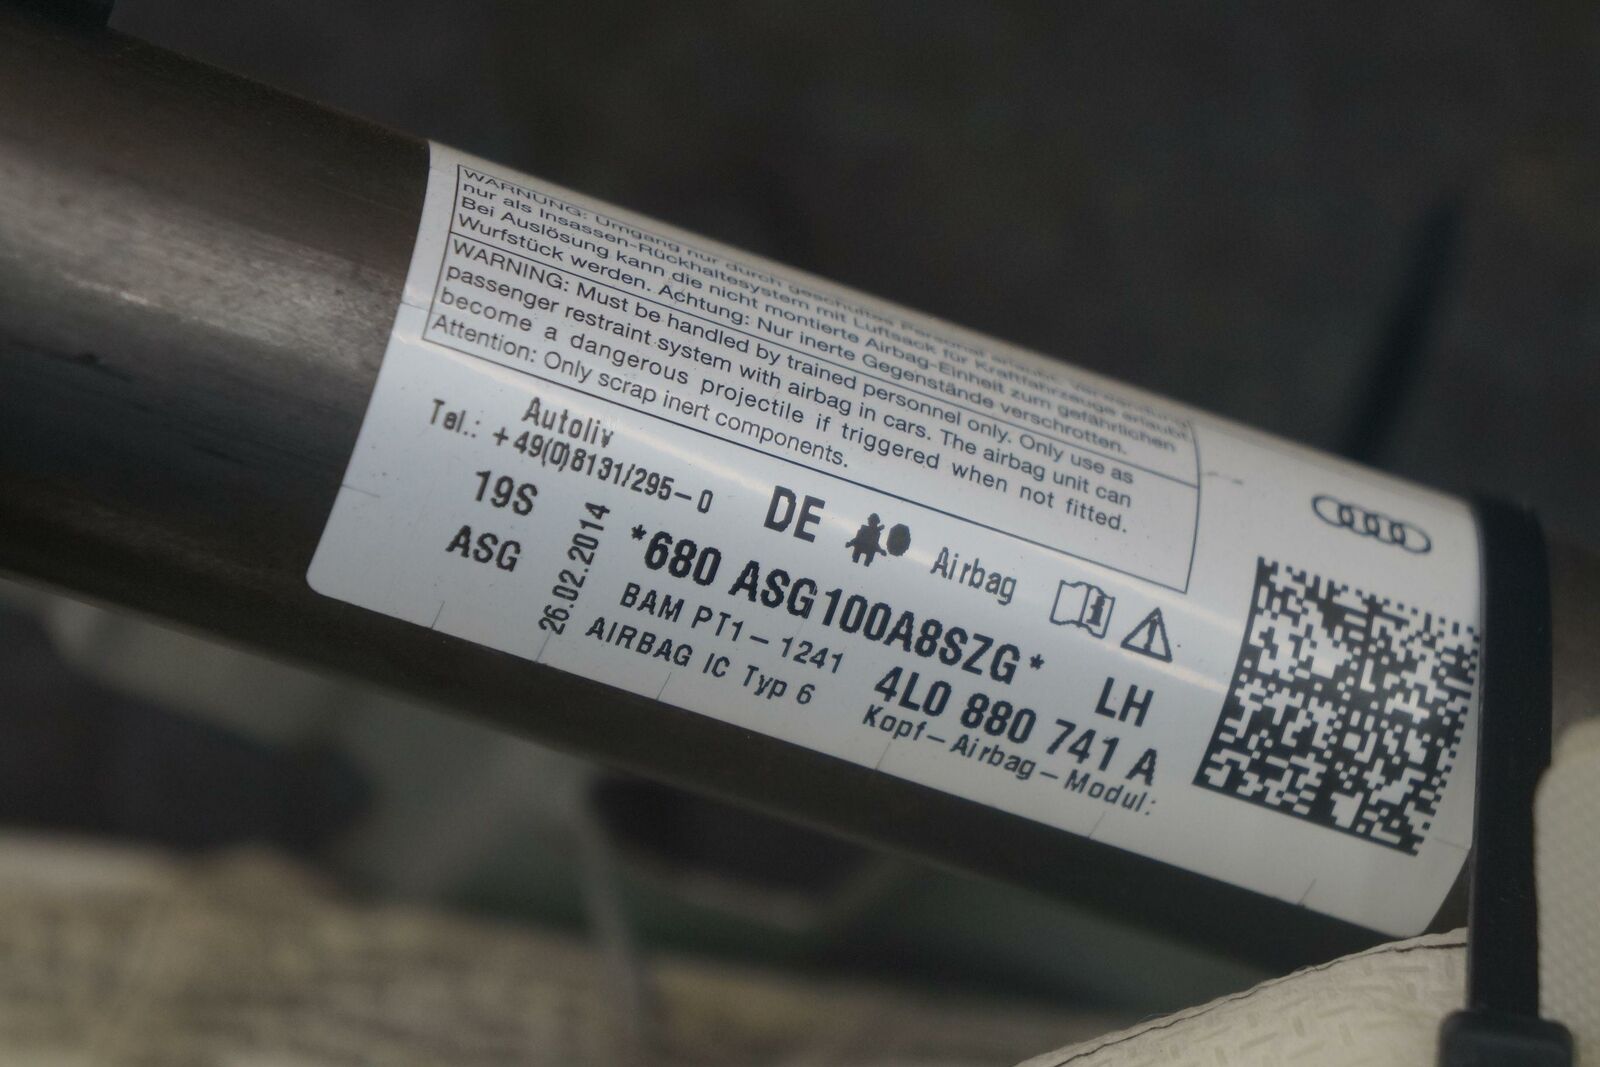 WARNUNG: Umgang nur durch geschultes Personal erlaubt. Verwendung
nur als Insassen-Rückhaltesystem mit Luftsack für Kraftfahrzeuge erlaubt.
Bei Auslösung kann die nicht montierte Airbag-Einheit zum gefährlichen
Wurfstück werden. Achtung: Nur inerte Gegenstände verschrotten.
WARNING: Must be handled by trained personnel only. Only use as
passenger restraint system with airbag in cars. The airbag unit can
become a dangerous projectile if triggered when not fitted.
Attention: Only scrap inert components.
Autoliv
Tel.: +49(0)8131/295-0
DE
Airbag
19S
ASG
26.02.2014
*680 ASG100A8SZG*
LH
BAM PT1-1241
4L0 880 741 A
AIRBAG IC Typ 6
Kopf-Airbag-Modul: